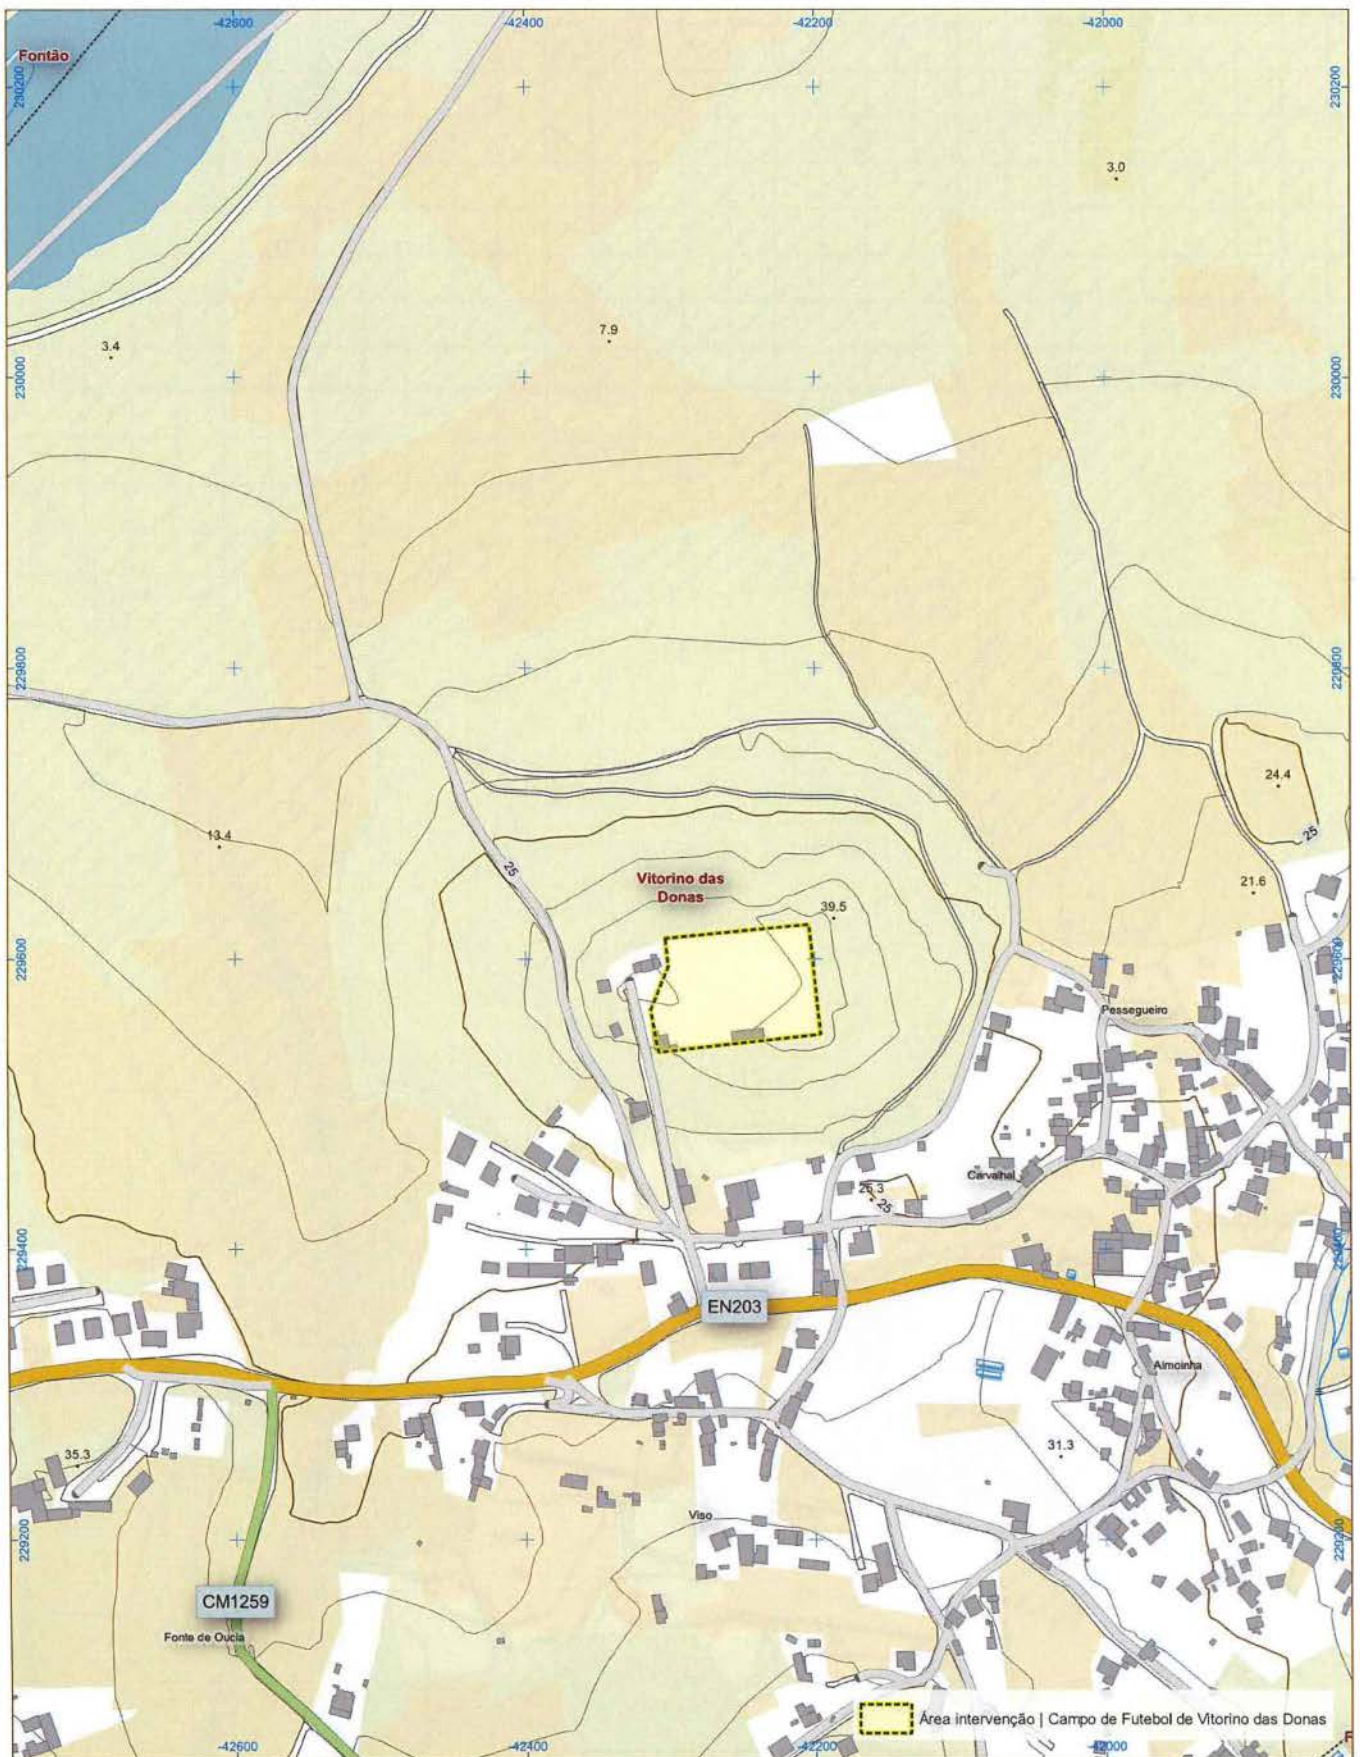 -42600
-42400
-42200
-42000
Fontão
230200
230200
3.0
7.9
3.4
230000
230000
229800
229800
24.4
25
13.4
25
Vitorino das
Donas
21.6
39.5
229600
229600
Pessegueiro
Carvalhal
25.3
25
229400
229400
EN203
Almoinha
35.3
31.3
Viso
229200
229200
CM1259
Fonte de Oucia
Área intervenção | Campo de Futebol de Vitorino das Donas
F
-42600
-42400
-42200
-42000